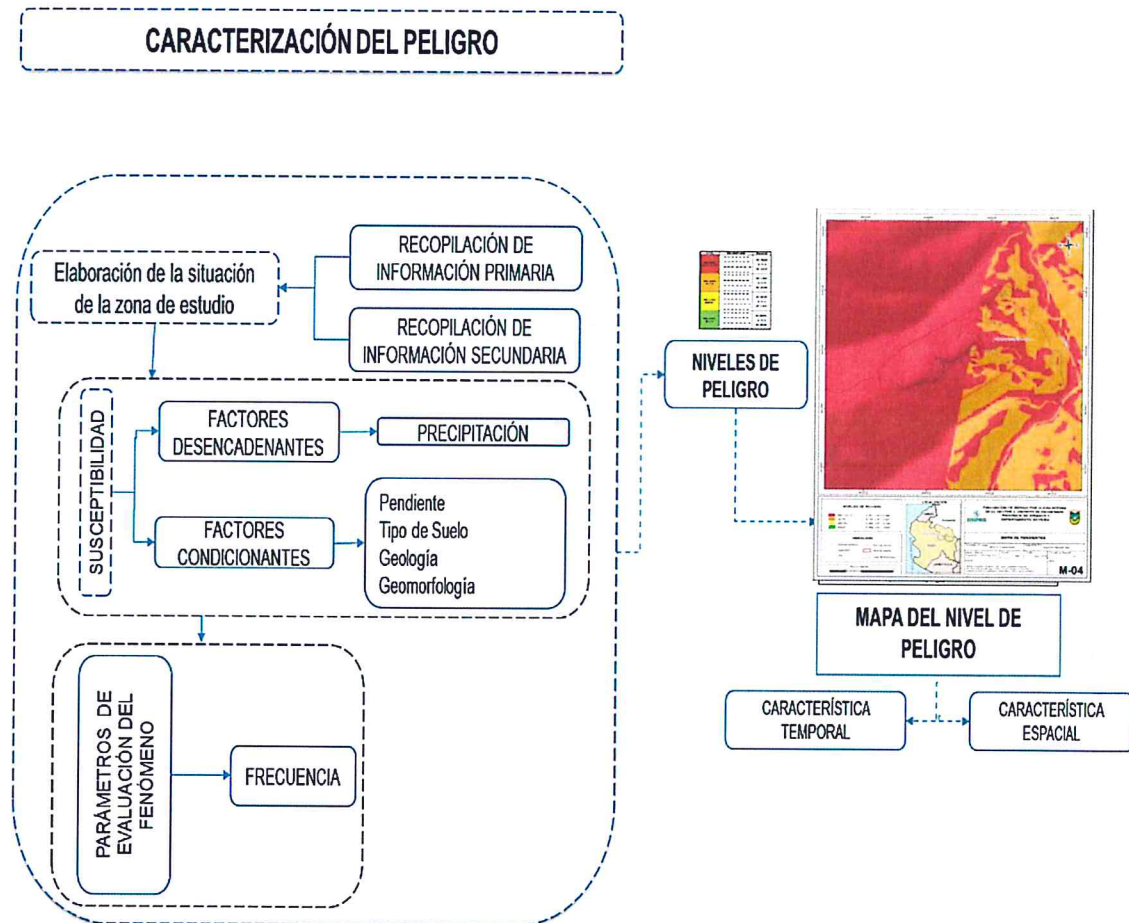 CARACTERIZACIÓN DEL PELIGRO
Elaboración de la situación
de la zona de estudio
RECOPILACIÓN DE
INFORMACIÓN PRIMARIA
RECOPILACIÓN DE
INFORMACIÓN SECUNDARIA
SUSCEPTIBILIDAD
FACTORES
DESENCADENANTES
PRECIPITACIÓN
FACTORES
CONDICIONANTES
Pendiente
Tipo de Suelo
Geología
Geomorfología
PARÁMETROS DE
EVALUACIÓN DEL
FENÓMENO
FRECUENCIA
NIVELES DE
PELIGRO
M-04
MAPA DEL NIVEL DE
PELIGRO
CARACTERÍSTICA
TEMPORAL
CARACTERÍSTICA
ESPACIAL